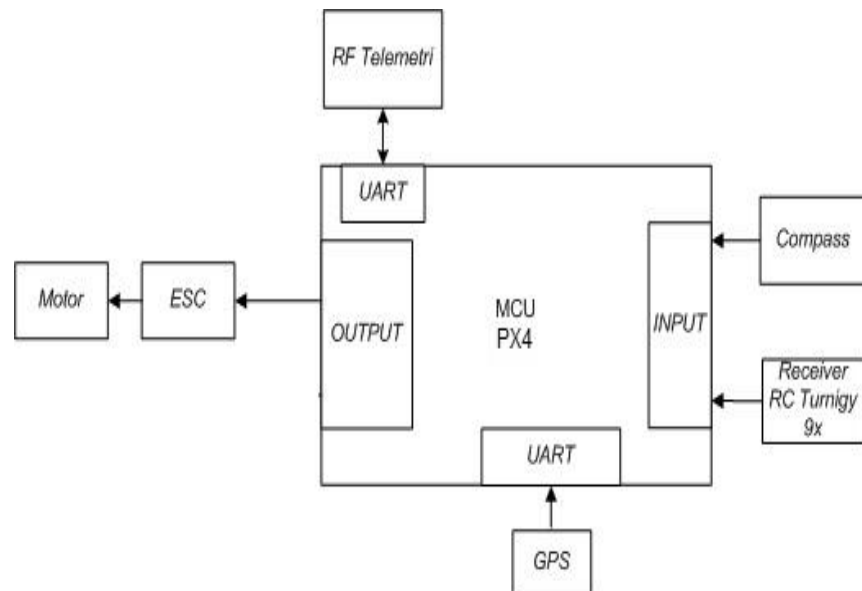 RF Telemetri
UART
Compass
Motor
ESC
OUTPUT
MCU
PX4
INPUT
Receiver
RC Turnigy
9x
UART
GPS